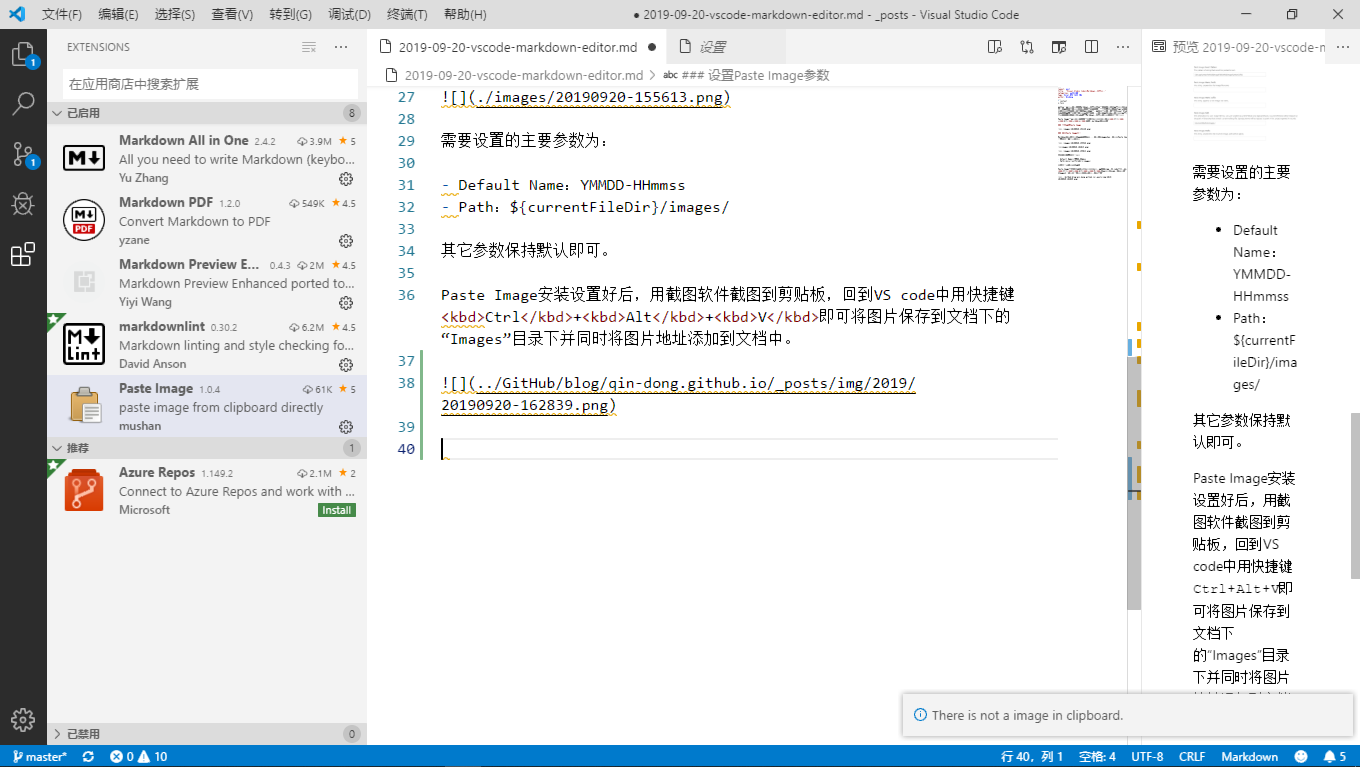 文件(F) 编辑(E) 选择(S) 查看(V) 转到(G) 调试(D) 终端(T) 帮助(H) ● 2019-09-20-vscode-markdown-editor.md - _posts - Visual Studio Code
1
1
EXTENSIONS
在应用商店中搜索扩展
已启用 8
Markdown All in One 2.4.2 3.9M ★ 5
All you need to write Markdown (keybo...
Yu Zhang
Markdown PDF 1.2.0 549K ★ 4.5
Convert Markdown to PDF
yzane
Markdown Preview E... 0.4.3 2M ★ 4.5
Markdown Preview Enhanced ported to...
Yiyi Wang
markdownlint 0.30.2 6.2M ★ 4.5
Markdown linting and style checking fo...
David Anson
Paste Image 1.0.4 61K ★ 5
paste image from clipboard directly
mushan
推荐 1
Azure Repos 1.149.2 2.1M ★ 2
Connect to Azure Repos and work with ...
Microsoft Install
已禁用 0
2019-09-20-vscode-markdown-editor.md ● 设置
2019-09-20-vscode-markdown-editor.md > abc ### 设置Paste Image参数
27 ![](./images/20190920-155613.png)
28
29 需要设置的主要参数为：
30
31 - Default Name：YMMDD-HHmmss
32 - Path：${currentFileDir}/images/
33
34 其它参数保持默认即可。
35
36 Paste Image安装设置好后，用截图软件截图到剪贴板，回到VS code中用快捷键
<kbd>Ctrl</kbd>+<kbd>Alt</kbd>+<kbd>V</kbd>即可将图片保存到文档下的
“Images”目录下并同时将图片地址添加到文档中。
37
38 ![](../GitHub/blog/qin-dong.github.io/_posts/img/2019/
20190920-162839.png)
39
40
预览 2019-09-20-vscode-m
需要设置的主要
参数为：
• Default
Name：
YMMDD-
HHmmss
• Path：
${currentF
ileDir}/ima
ges/
其它参数保持默
认即可。
Paste Image安装
设置好后，用截
图软件截图到剪
贴板，回到VS
code中用快捷键
Ctrl+Alt+V即
可将图片保存到
文档下
的“Images”目录
下并同时将图片
There is not a image in clipboard.
master* 0 10 行 40，列 1 空格: 4 UTF-8 CRLF Markdown 5